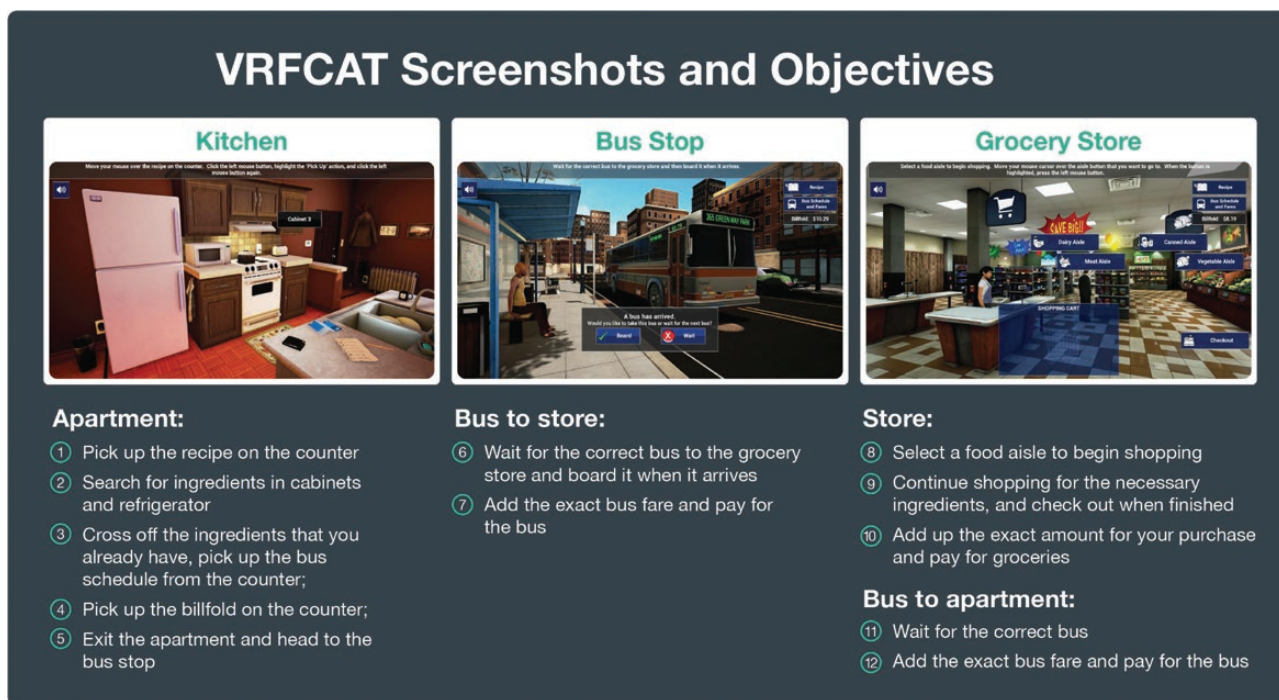 VRFCAT Screenshots and Objectives
Kitchen
Move your mouse over the recipe on the counter. Click the left mouse button, highlight the 'Pick Up' action, and click the left
mouse button again.
Cabinet 3
Bus Stop
Wait for the correct bus to the grocery store and then board it when it arrives.
Recipe
Bus Schedule
and Fares
Billfold: $10.29
365 GREEN WAY PARK
A bus has arrived.
Would you like to take this bus or wait for the next bus?
Board
Wait
Grocery Store
Select a food aisle to begin shopping. Move your mouse cursor over the aisle button that you want to go to. When the button is
highlighted, press the left mouse button.
Recipe
Bus Schedule
and Fares
Billfold: $8.19
SAVE BIG!!
Dairy Aisle
Canned Aisle
Meat Aisle
Vegetable Aisle
SHOPPING CART
Checkout
Apartment:
1 Pick up the recipe on the counter
2 Search for ingredients in cabinets
and refrigerator
3 Cross off the ingredients that you
already have, pick up the bus
schedule from the counter;
4 Pick up the billfold on the counter;
5 Exit the apartment and head to the
bus stop
Bus to store:
6 Wait for the correct bus to the grocery
store and board it when it arrives
7 Add the exact bus fare and pay for
the bus
Store:
8 Select a food aisle to begin shopping
9 Continue shopping for the necessary
ingredients, and check out when finished
10 Add up the exact amount for your purchase
and pay for groceries
Bus to apartment:
11 Wait for the correct bus
12 Add the exact bus fare and pay for the bus